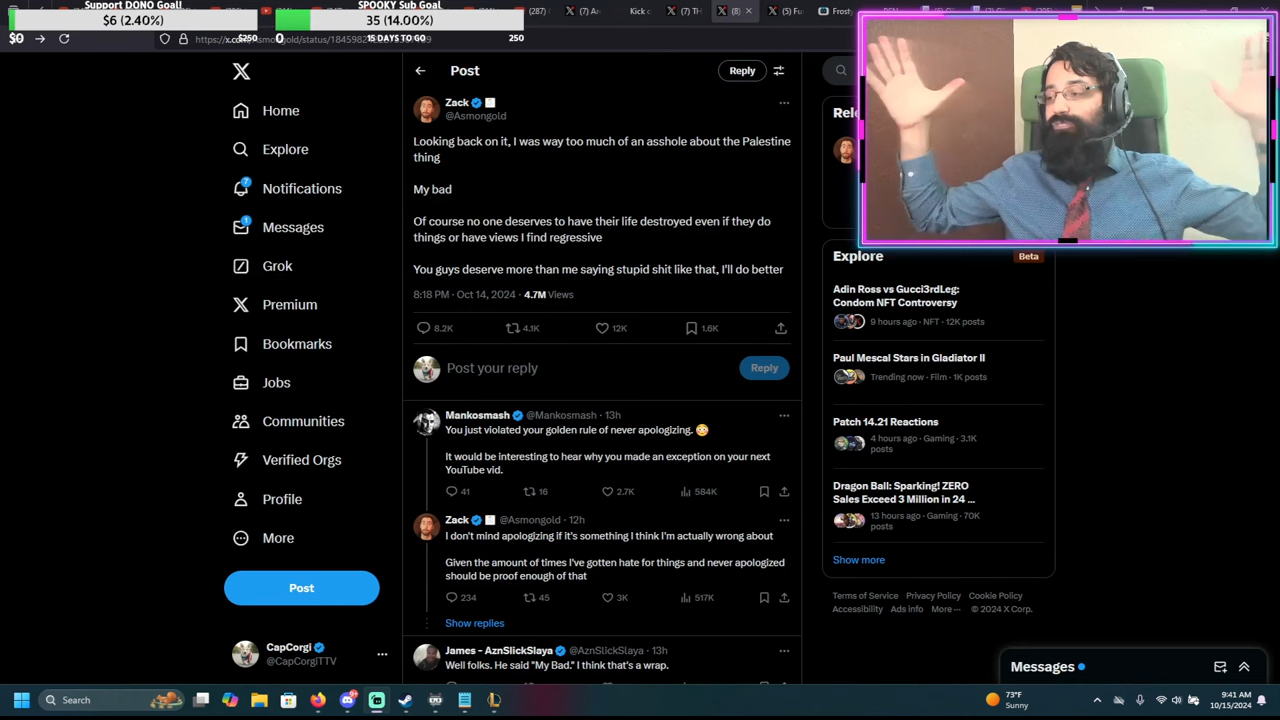 Support DONO Goal!
$6 (2.40%)
$0
$250
SPOOKY Sub Goal
35 (14.00%)
0
15 DAYS TO GO
250
Home
Explore
Notifications
7
Messages
1
Grok
Premium
Bookmarks
Jobs
Communities
Verified Orgs
Profile
More
Post
CapCorgi
@CapCorgiTTV
Post
Reply
Zack
@Asmongold
Looking back on it, I was way too much of an asshole about the Palestine
thing
My bad
Of course no one deserves to have their life destroyed even if they do
things or have views I find regressive
You guys deserve more than me saying stupid shit like that, I'll do better
8:18 PM · Oct 14, 2024 · 4.7M Views
8.2K 4.1K 12K 1.6K
Post your reply
Reply
Mankosmash @Mankosmash · 13h
You just violated your golden rule of never apologizing. 😳
It would be interesting to hear why you made an exception on your next
YouTube vid.
41 16 2.7K 584K
Zack @Asmongold · 12h
I don't mind apologizing if it's something I think I'm actually wrong about
Given the amount of times I've gotten hate for things and never apologized
should be proof enough of that
234 45 3K 517K
Show replies
James - AznSlickSlaya @AznSlickSlaya · 13h
Well folks. He said "My Bad." I think that's a wrap.
Explore
Beta
Adin Ross vs Gucci3rdLeg:
Condom NFT Controversy
9 hours ago · NFT · 12K posts
Paul Mescal Stars in Gladiator II
Trending now · Film · 1K posts
Patch 14.21 Reactions
4 hours ago · Gaming · 3.1K
posts
Dragon Ball: Sparking! ZERO
Sales Exceed 3 Million in 24 ...
13 hours ago · Gaming · 70K
posts
Show more
Terms of Service Privacy Policy Cookie Policy
Accessibility Ads info More ··· © 2024 X Corp.
Messages
Search
73°F
Sunny
9:41 AM
10/15/2024